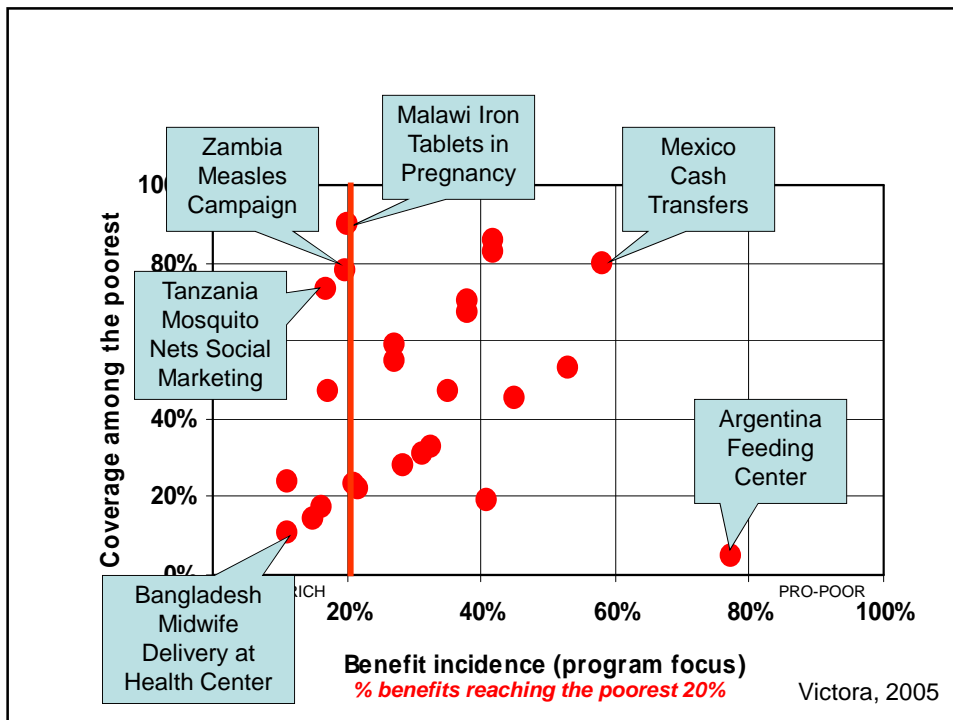 Malawi Iron
Tablets in
Pregnancy
Zambia
Measles
Campaign
Mexico
Cash
Transfers
Tanzania
Mosquito
Nets Social
Marketing
Argentina
Feeding
Center
Bangladesh
Midwife
Delivery at
Health Center
Coverage among the poorest
80%
40%
20%
RICH
PRO-POOR
20%
40%
60%
80%
100%
Benefit incidence (program focus)
% benefits reaching the poorest 20%
Victora, 2005